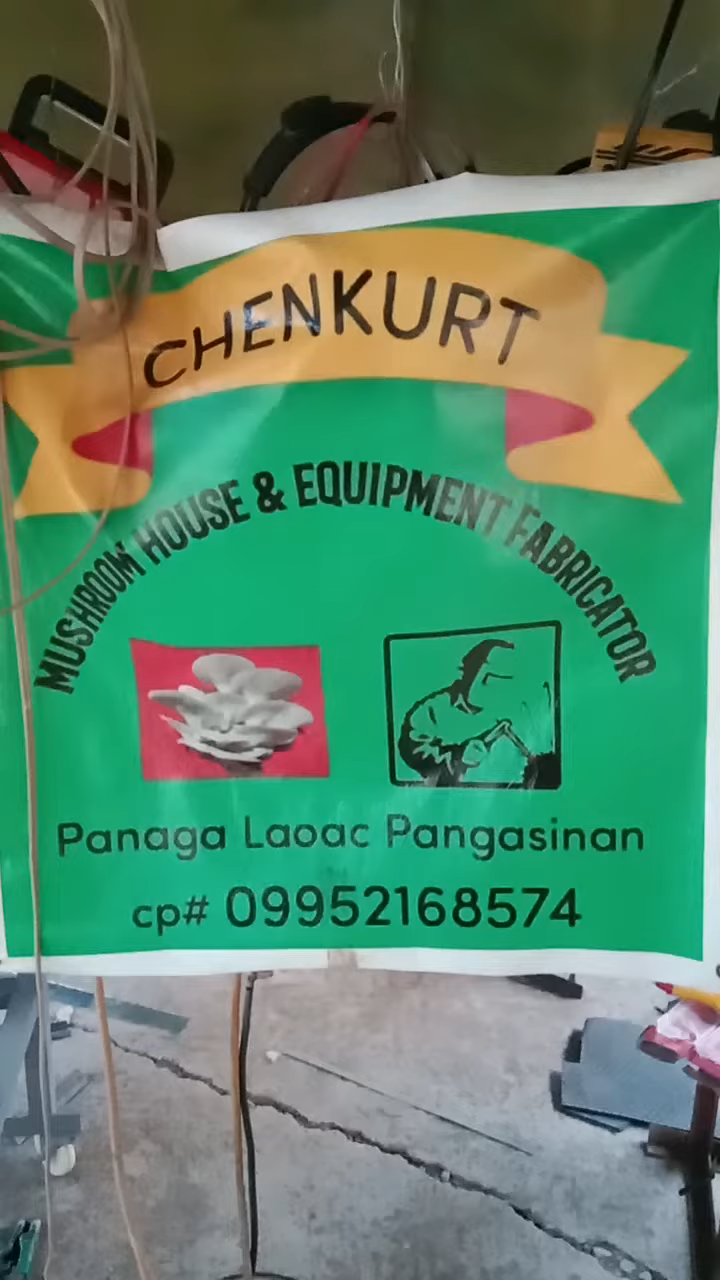 CHENKURT
MUSHROOM HOUSE & EQUIPMENT FABRICATOR
Panaga Laoac Pangasinan
cp# 09952168574